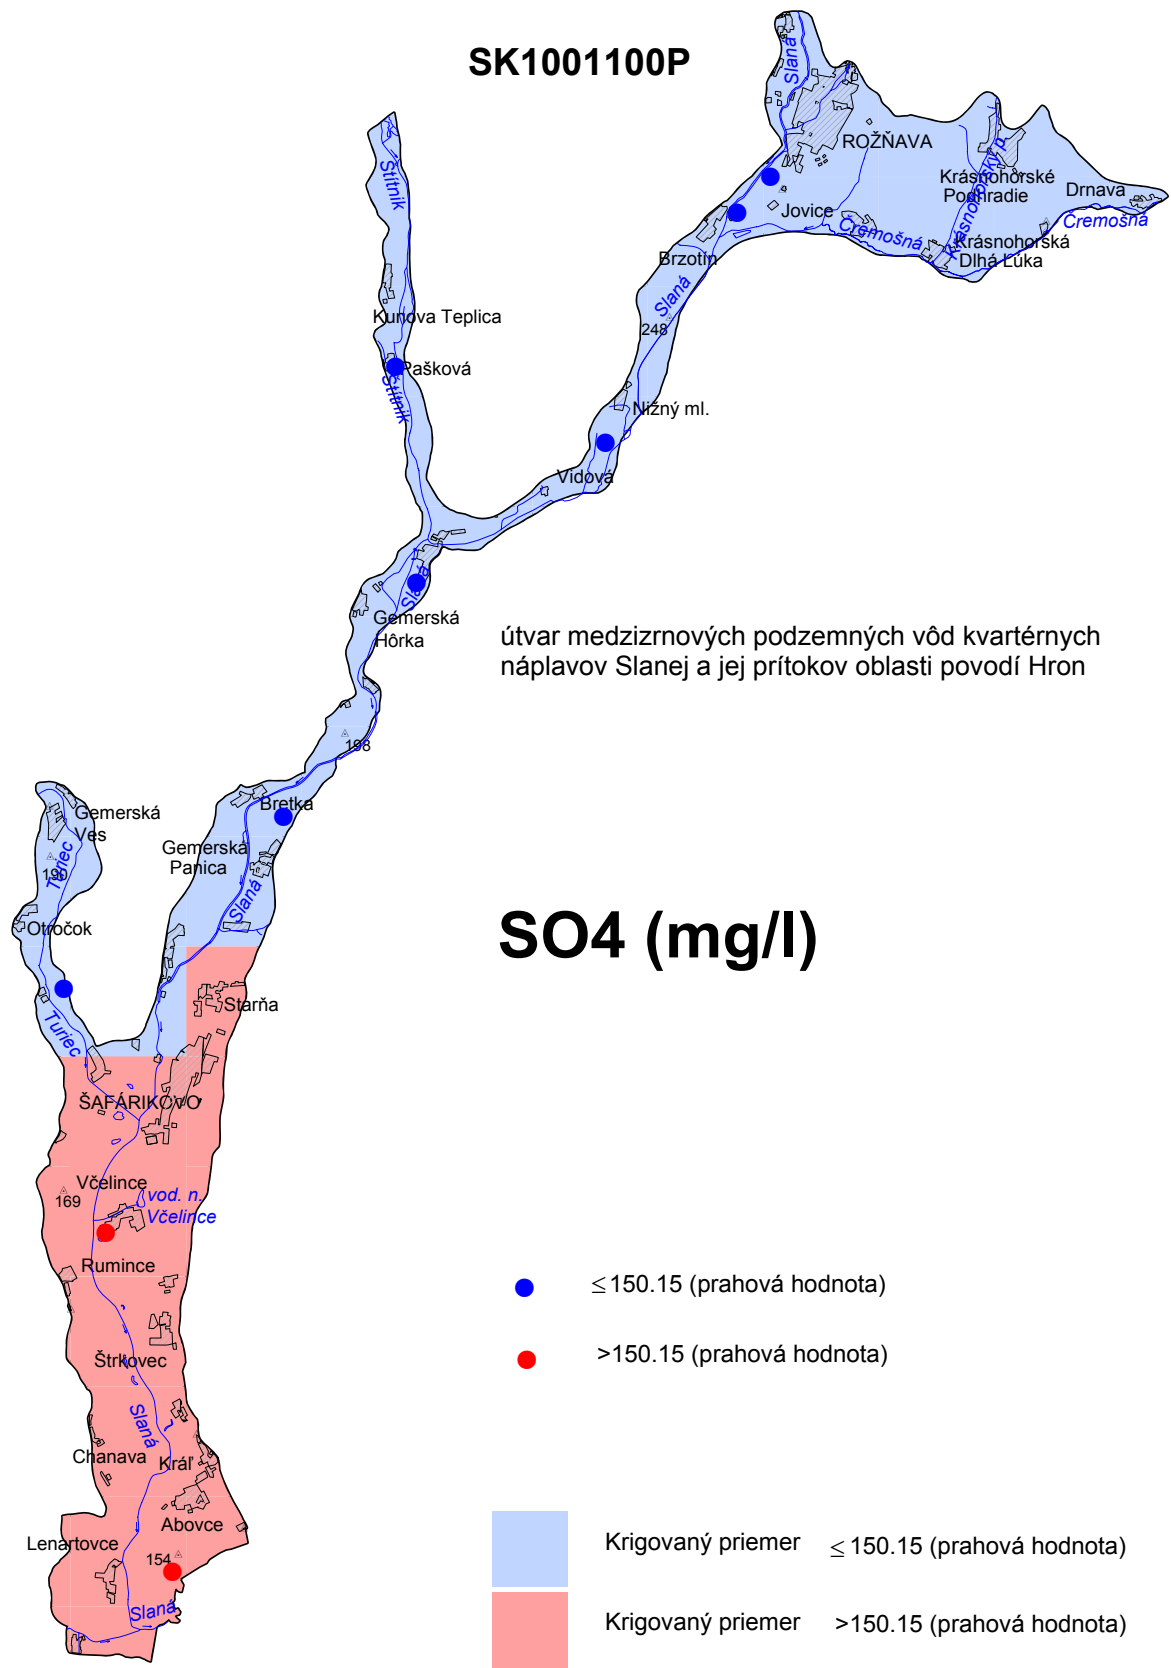 SK1001100P
Slaná
ROŽŇAVA
Štítnik
Krásnohorský p.
Krásnohorské
Podhradie
Drnava
Jovice
Čremošná
Čremošná
Krásnohorská
Dlhá Lúka
Brzotín
Slaná
248
Kunova Teplica
Pašková
Štítnik
Nižný ml.
Vidová
Slaná
Gemerská
Hôrka
útvar medzizrnových podzemných vôd kvartérnych
náplavov Slanej a jej prítokov oblasti povodí Hron
198
Bretka
Gemerská
Ves
Gemerská
Panica
Turiec
190
Slaná
Otročok
SO4 (mg/l)
Starňa
Turiec
ŠAFÁRIKOVO
Včelince
169
vod. n.
Včelince
Rumince
≤150.15 (prahová hodnota)
>150.15 (prahová hodnota)
Štrkovec
Slaná
Chanava
Kráľ
Abovce
Lenartovce
154
Slaná
Krigovaný priemer ≤ 150.15 (prahová hodnota)
Krigovaný priemer >150.15 (prahová hodnota)